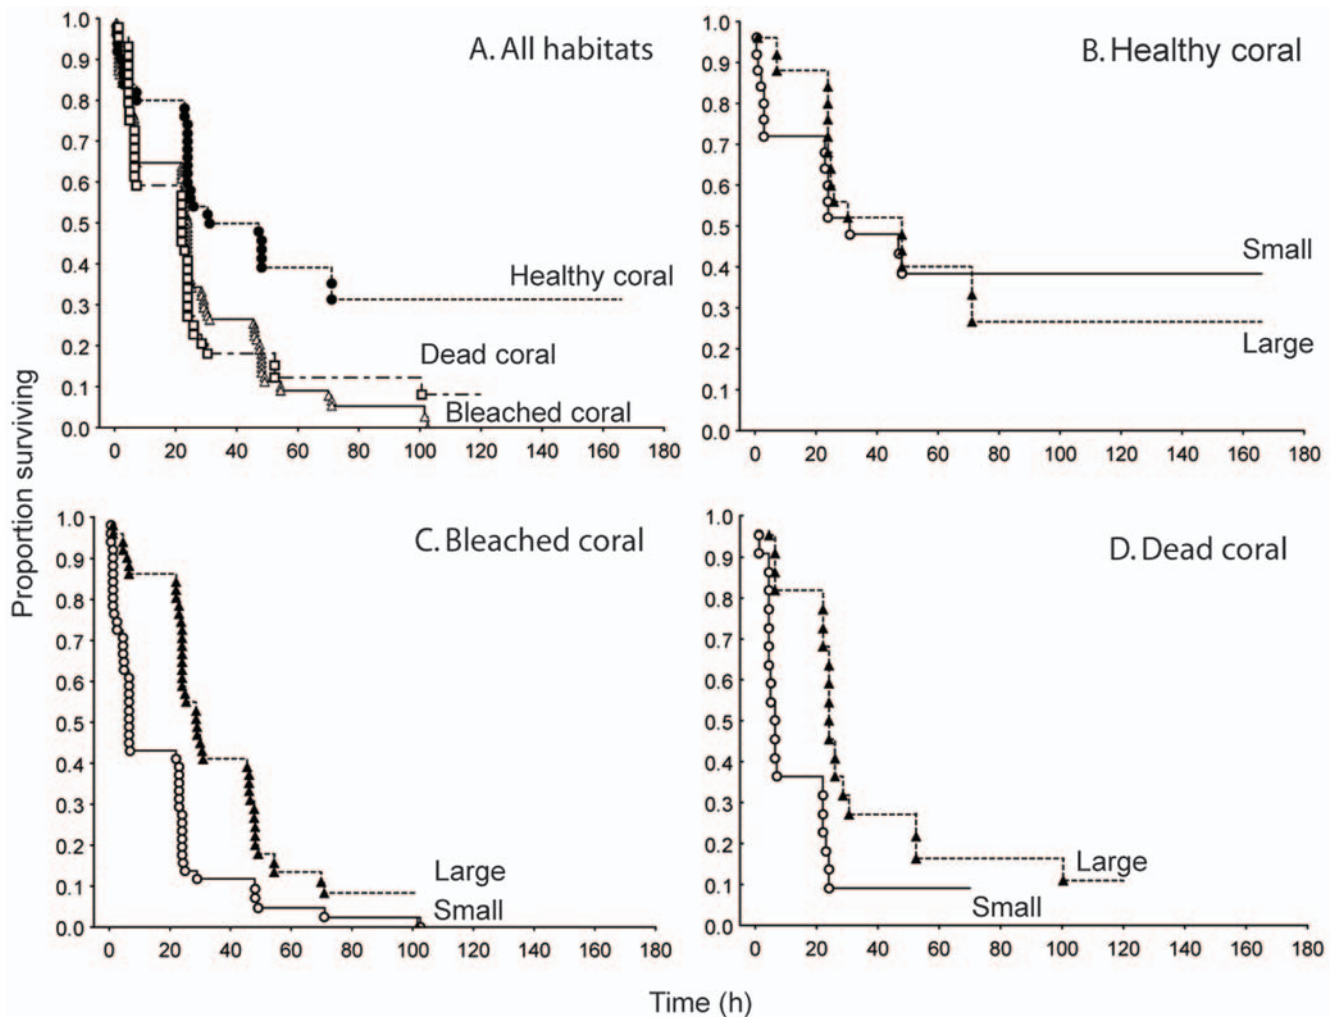 Proportion surviving
A. All habitats
1.0
0.9
0.8
0.7
0.6
0.5
0.4
0.3
0.2
0.1
0.0
Healthy coral
Dead coral
Bleached coral
0 20 40 60 80 100 120 140 160 180
B. Healthy coral
1.0
0.9
0.8
0.7
0.6
0.5
0.4
0.3
0.2
0.1
0.0
Small
Large
0 20 40 60 80 100 120 140 160 180
C. Bleached coral
1.0
0.9
0.8
0.7
0.6
0.5
0.4
0.3
0.2
0.1
0.0
Large
Small
0 20 40 60 80 100 120 140 160 180
D. Dead coral
1.0
0.9
0.8
0.7
0.6
0.5
0.4
0.3
0.2
0.1
0.0
Large
Small
0 20 40 60 80 100 120 140 160 180
Time (h)